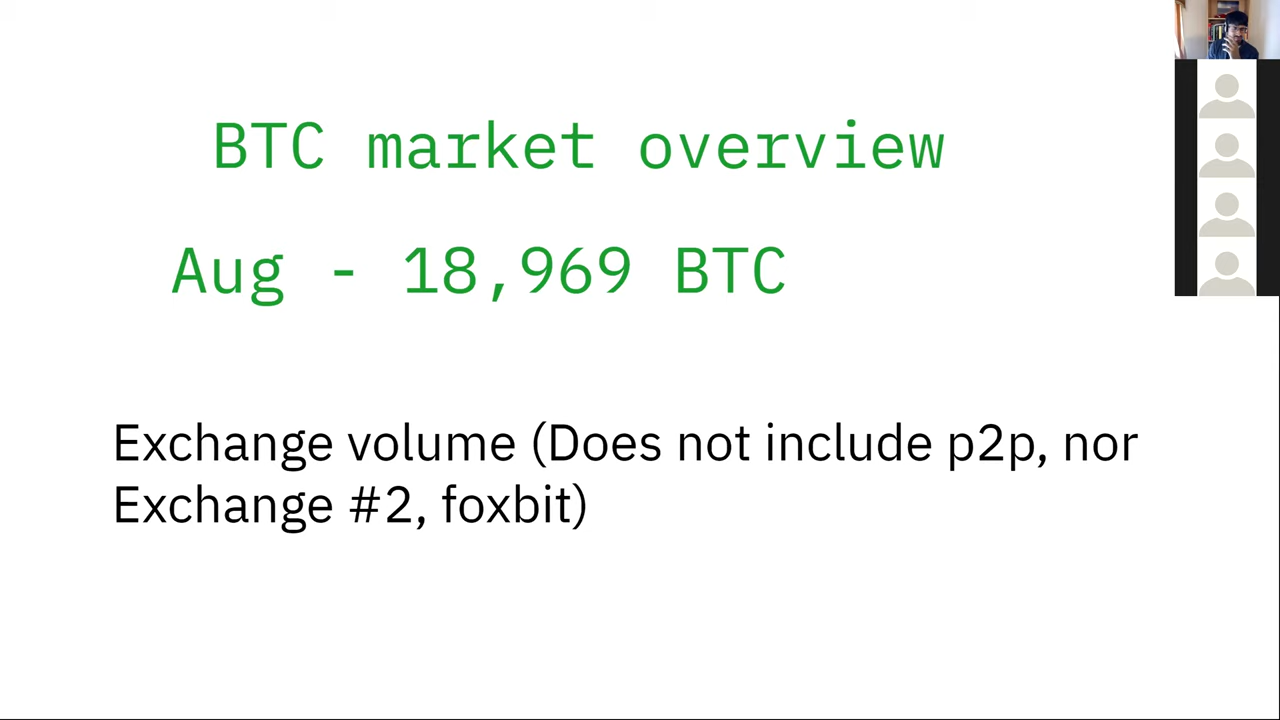 BTC market overview
Aug - 18,969 BTC
Exchange volume (Does not include p2p, nor
Exchange #2, foxbit)